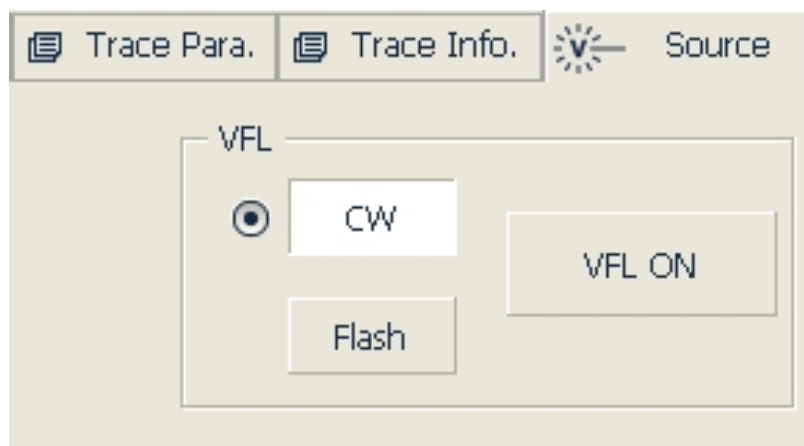 Trace Para. Trace Info. V Source
VFL
CW
VFL ON
Flash